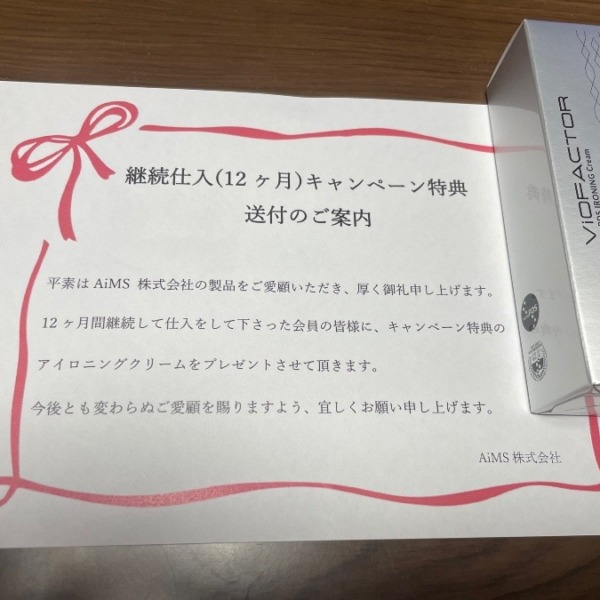 継続仕入(12ヶ月)キャンペーン特典
送付のご案内
平素は AiMS 株式会社の製品をご愛顧いただき、厚く御礼申し上げます。
12ヶ月間継続して仕入をして下さった会員の皆様に、キャンペーン特典の
アイロニングクリームをプレゼントさせて頂きます。
今後とも変わらぬご愛顧を賜りますよう、宜しくお願い申し上げます。
AiMS 株式会社
ViOFACTOR
PDS IRONING Cream